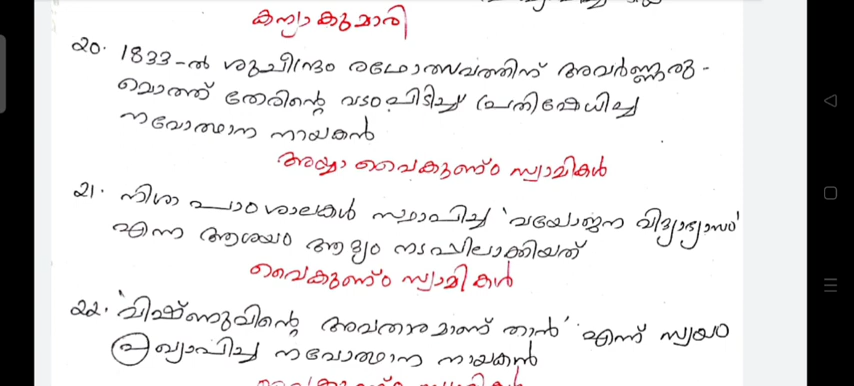 കന്യാകുമാരി
20. 1833-ൽ ശുചീന്ദ്രം രഥോത്സവത്തിന് അവർണ്ണരു-
മൊത്ത് തേരിന്റെ വടംപിടിച്ച് പ്രതിഷേധിച്ച
നവോത്ഥാന നായകൻ
അയ്യാ വൈകുണ്ഠ സ്വാമികൾ
21. നിശാ പാഠശാലകൾ സ്ഥാപിച്ച് 'വയോജന വിദ്യാഭ്യാസം'
എന്ന ആശയം ആദ്യം നടപ്പിലാക്കിയത്
വൈകുണ്ഠ സ്വാമികൾ
22. 'വിഷ്ണുവിന്റെ അവതാരമാണ് താൻ' എന്ന് സ്വയം
പ്രഖ്യാപിച്ച നവോത്ഥാന നായകൻ
വൈകുണ്ഠ സ്വാമികൾ